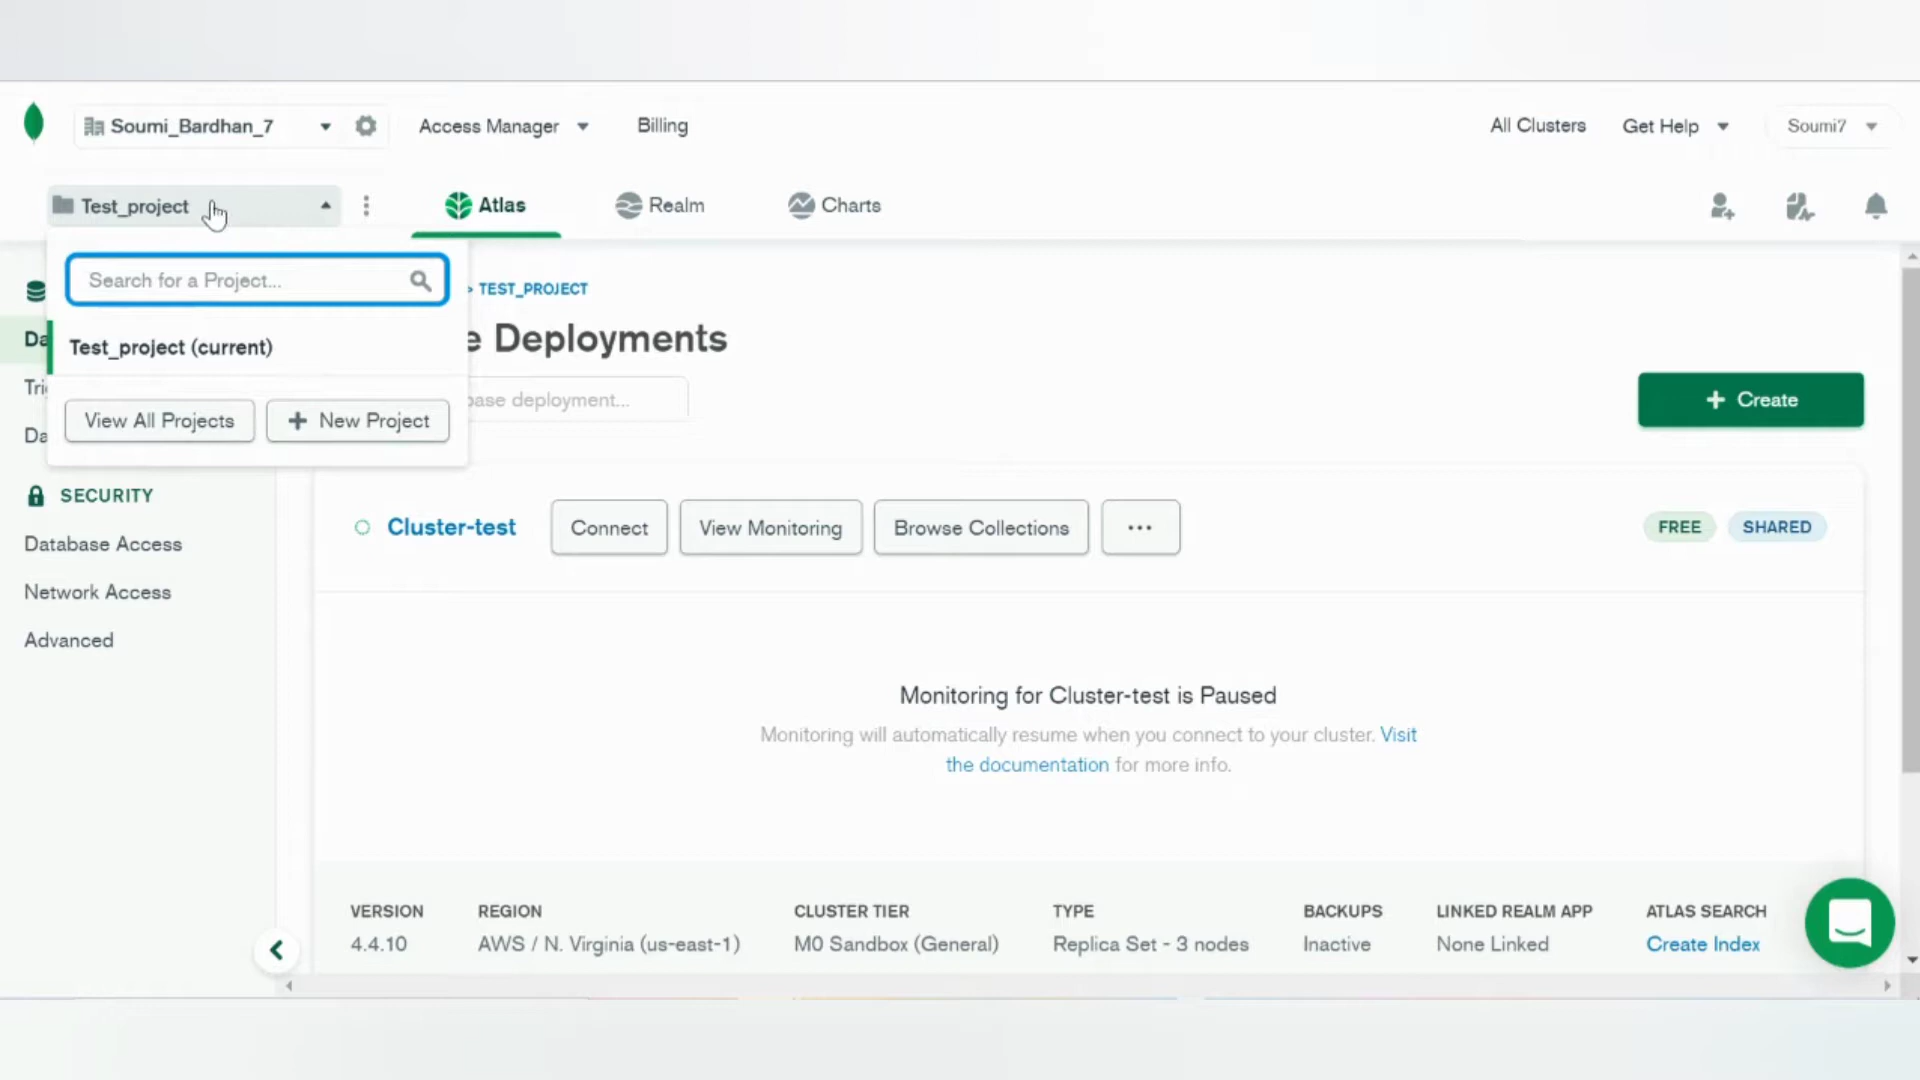 Soumi_Bardhan_7
Access Manager
Billing
All Clusters
Get Help
Soumi7
Test_project
Atlas
Realm
Charts
Search for a Project...
> TEST_PROJECT
Da
Test_project (current)
e Deployments
Tri
View All Projects
+ New Project
base deployment...
+ Create
Da
SECURITY
Database Access
Network Access
Advanced
Cluster-test
Connect
View Monitoring
Browse Collections
...
FREE
SHARED
Monitoring for Cluster-test is Paused
Monitoring will automatically resume when you connect to your cluster. Visit
the documentation for more info.
VERSION
4.4.10
REGION
AWS / N. Virginia (us-east-1)
CLUSTER TIER
M0 Sandbox (General)
TYPE
Replica Set - 3 nodes
BACKUPS
Inactive
LINKED REALM APP
None Linked
ATLAS SEARCH
Create Index